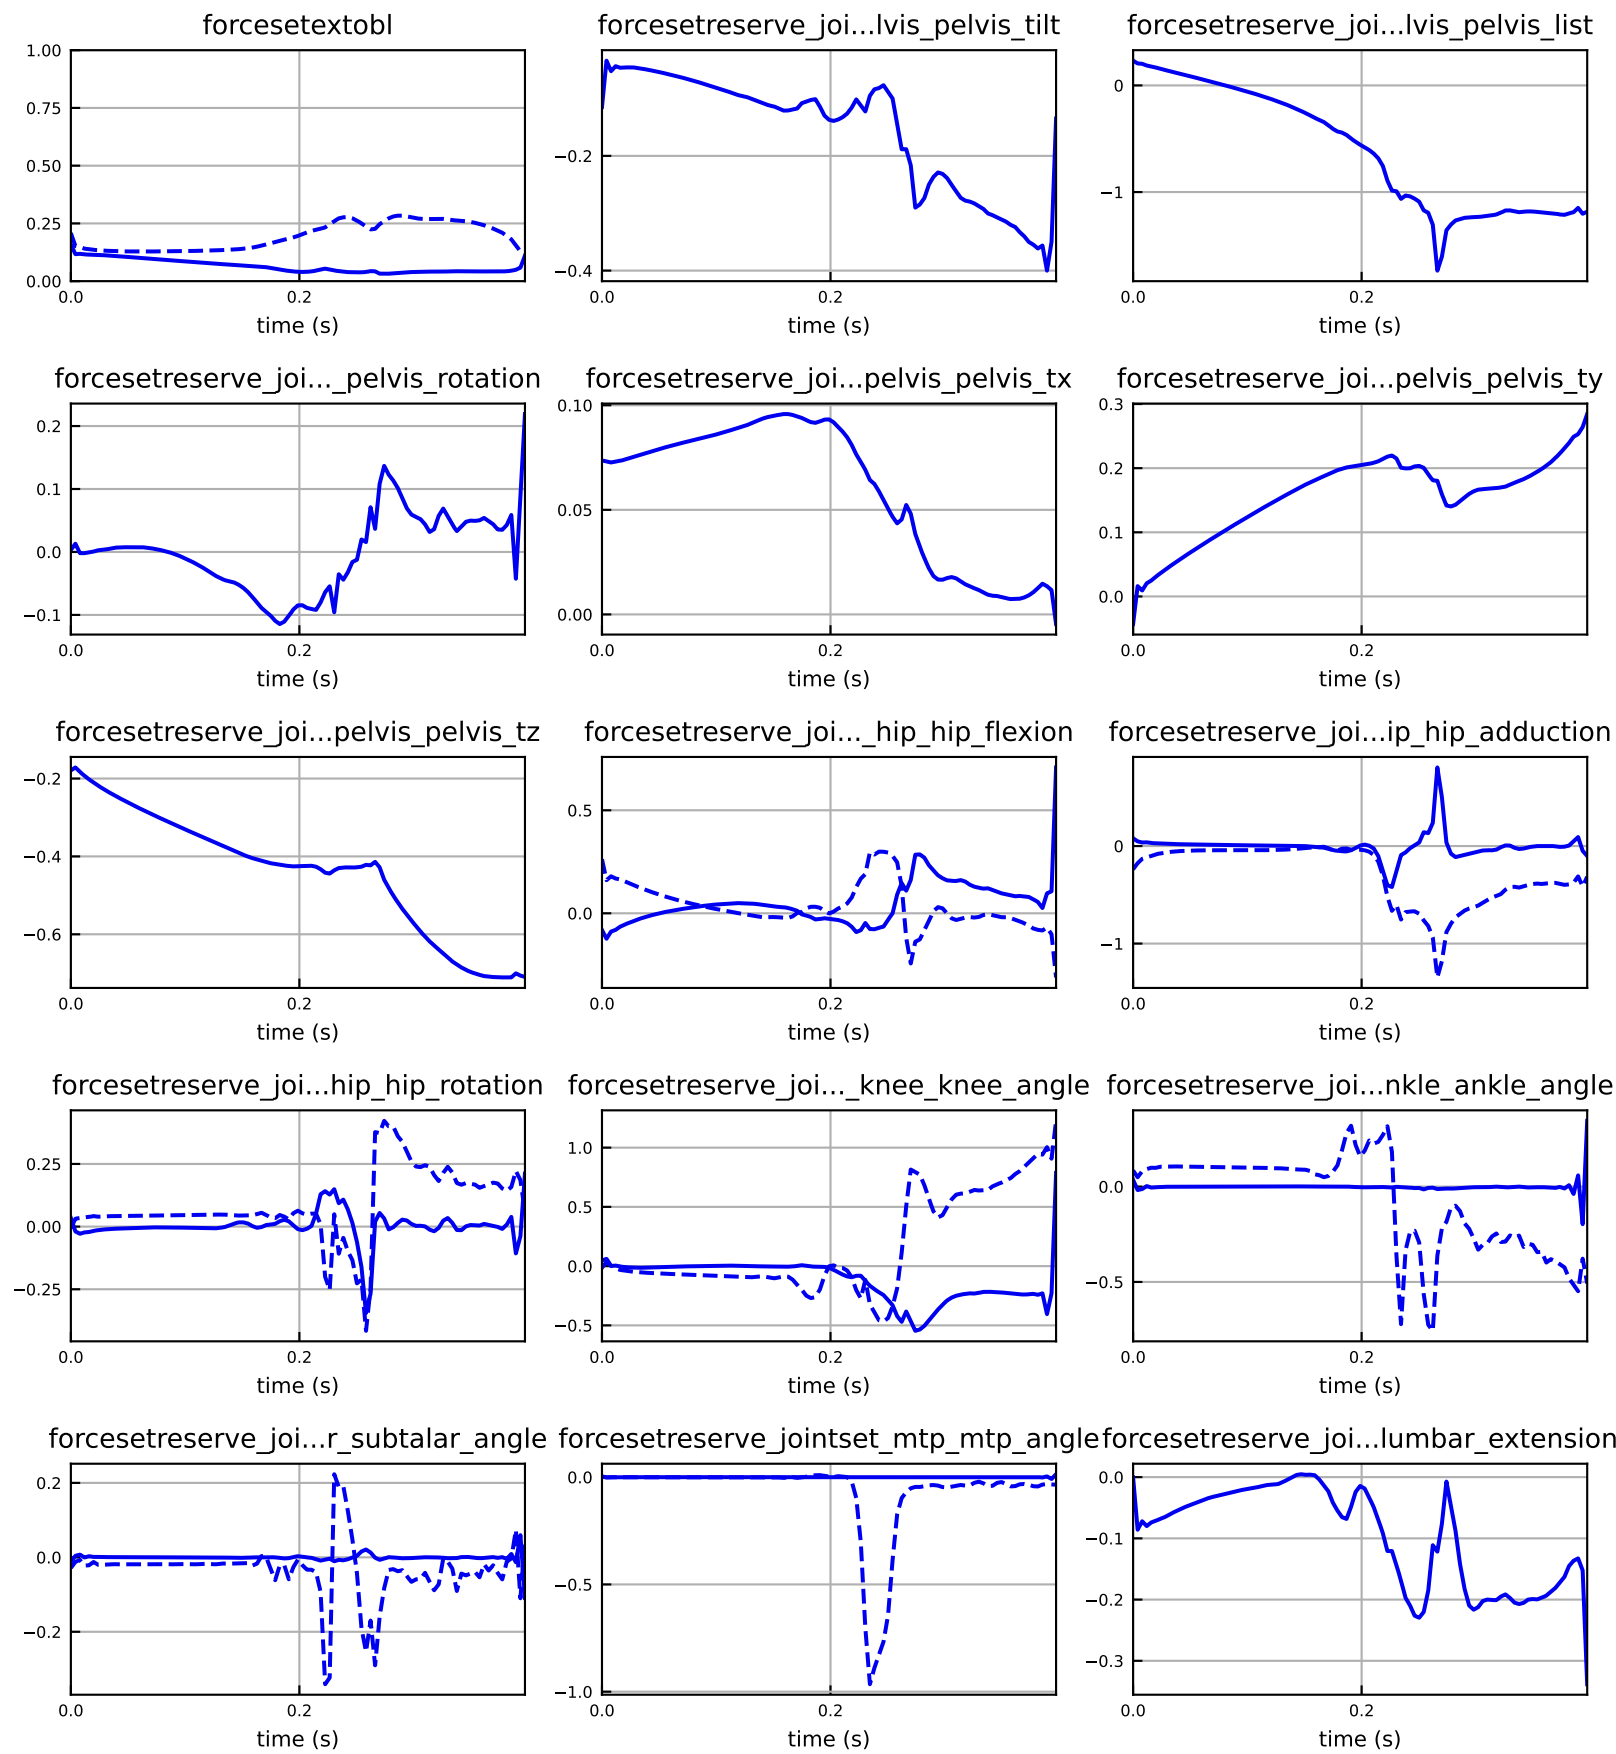 forcesetextobl
1.00
0.75
0.50
0.25
0.00
0.0 0.2
time (s)
forcesetreserve_joi...lvis_pelvis_tilt
−0.2
−0.4
0.0 0.2
time (s)
forcesetreserve_joi...lvis_pelvis_list
0
−1
0.0 0.2
time (s)
forcesetreserve_joi..._pelvis_rotation
0.2
0.1
0.0
−0.1
0.0 0.2
time (s)
forcesetreserve_joi...pelvis_pelvis_tx
0.10
0.05
0.00
0.0 0.2
time (s)
forcesetreserve_joi...pelvis_pelvis_ty
0.3
0.2
0.1
0.0
0.0 0.2
time (s)
forcesetreserve_joi...pelvis_pelvis_tz
−0.2
−0.4
−0.6
0.0 0.2
time (s)
forcesetreserve_joi..._hip_hip_flexion
0.5
0.0
0.0 0.2
time (s)
forcesetreserve_joi...ip_hip_adduction
0
−1
0.0 0.2
time (s)
forcesetreserve_joi...hip_hip_rotation
0.25
0.00
−0.25
0.0 0.2
time (s)
forcesetreserve_joi..._knee_knee_angle
1.0
0.5
0.0
−0.5
0.0 0.2
time (s)
forcesetreserve_joi...nkle_ankle_angle
0.0
−0.5
0.0 0.2
time (s)
forcesetreserve_joi...r_subtalar_angle
0.2
0.0
−0.2
0.0 0.2
time (s)
forcesetreserve_jointset_mtp_mtp_angle
0.0
−0.5
−1.0
0.0 0.2
time (s)
forcesetreserve_joi...lumbar_extension
0.0
−0.1
−0.2
−0.3
0.0 0.2
time (s)